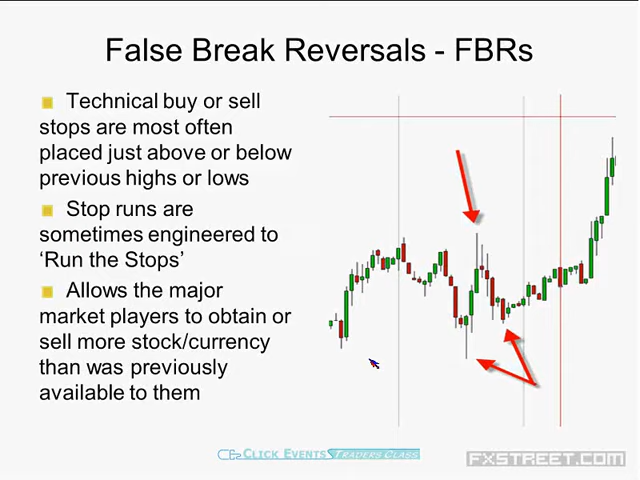 False Break Reversals - FBRs
Technical buy or sell
stops are most often
placed just above or below
previous highs or lows
Stop runs are
sometimes engineered to
‘Run the Stops’
Allows the major
market players to obtain or
sell more stock/currency
than was previously
available to them
CLICK EVENTS TRADERS CLASS
FXSTREET.COM